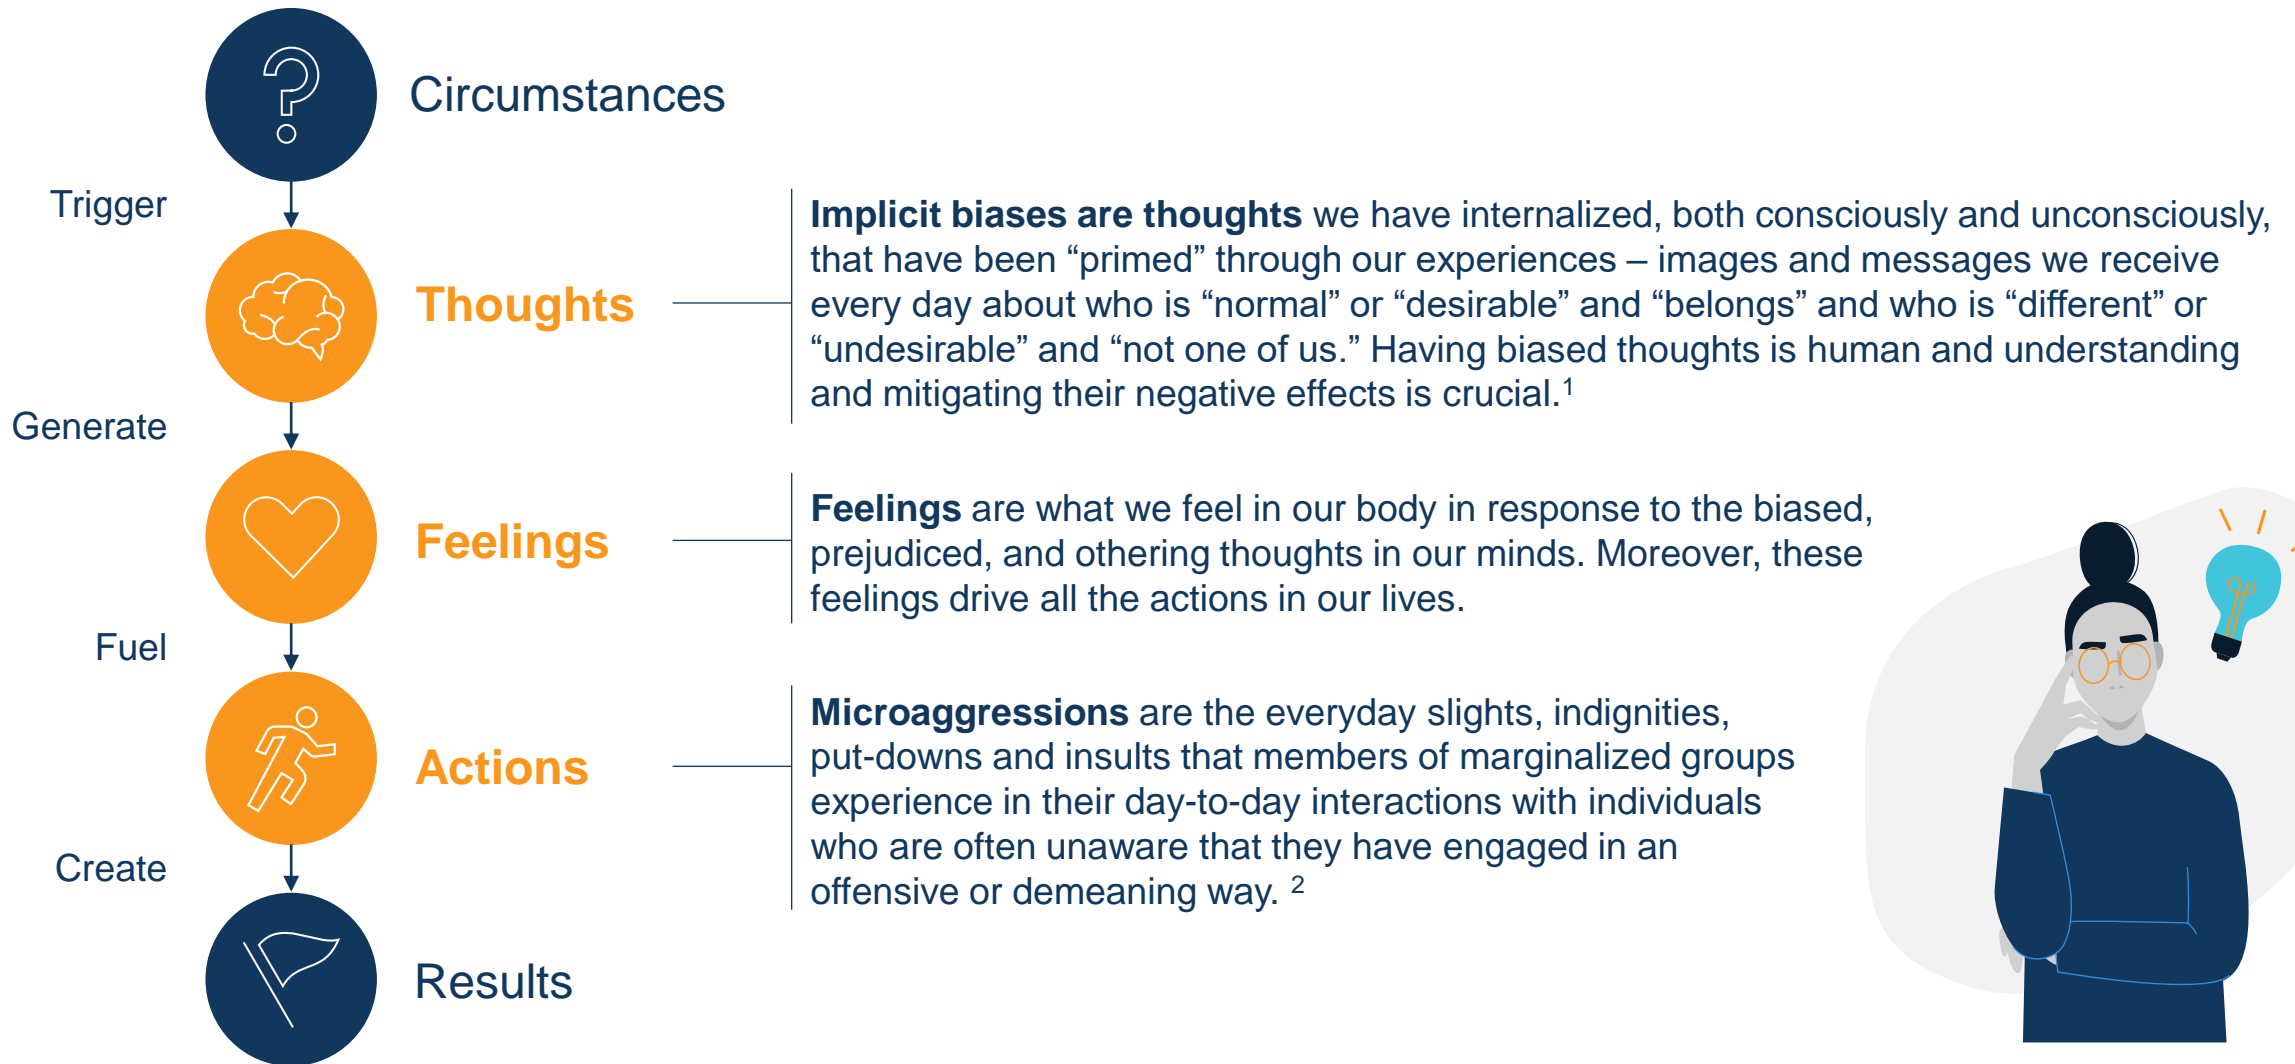 Circumstances
Trigger
Thoughts
Implicit biases are thoughts we have internalized, both consciously and unconsciously,
that have been “primed” through our experiences – images and messages we receive
every day about who is “normal” or “desirable” and “belongs” and who is “different” or
“undesirable” and “not one of us.” Having biased thoughts is human and understanding
and mitigating their negative effects is crucial.1
Generate
Feelings
Feelings are what we feel in our body in response to the biased,
prejudiced, and othering thoughts in our minds. Moreover, these
feelings drive all the actions in our lives.
Fuel
Actions
Microaggressions are the everyday slights, indignities,
put-downs and insults that members of marginalized groups
experience in their day-to-day interactions with individuals
who are often unaware that they have engaged in an
offensive or demeaning way. 2
Create
Results